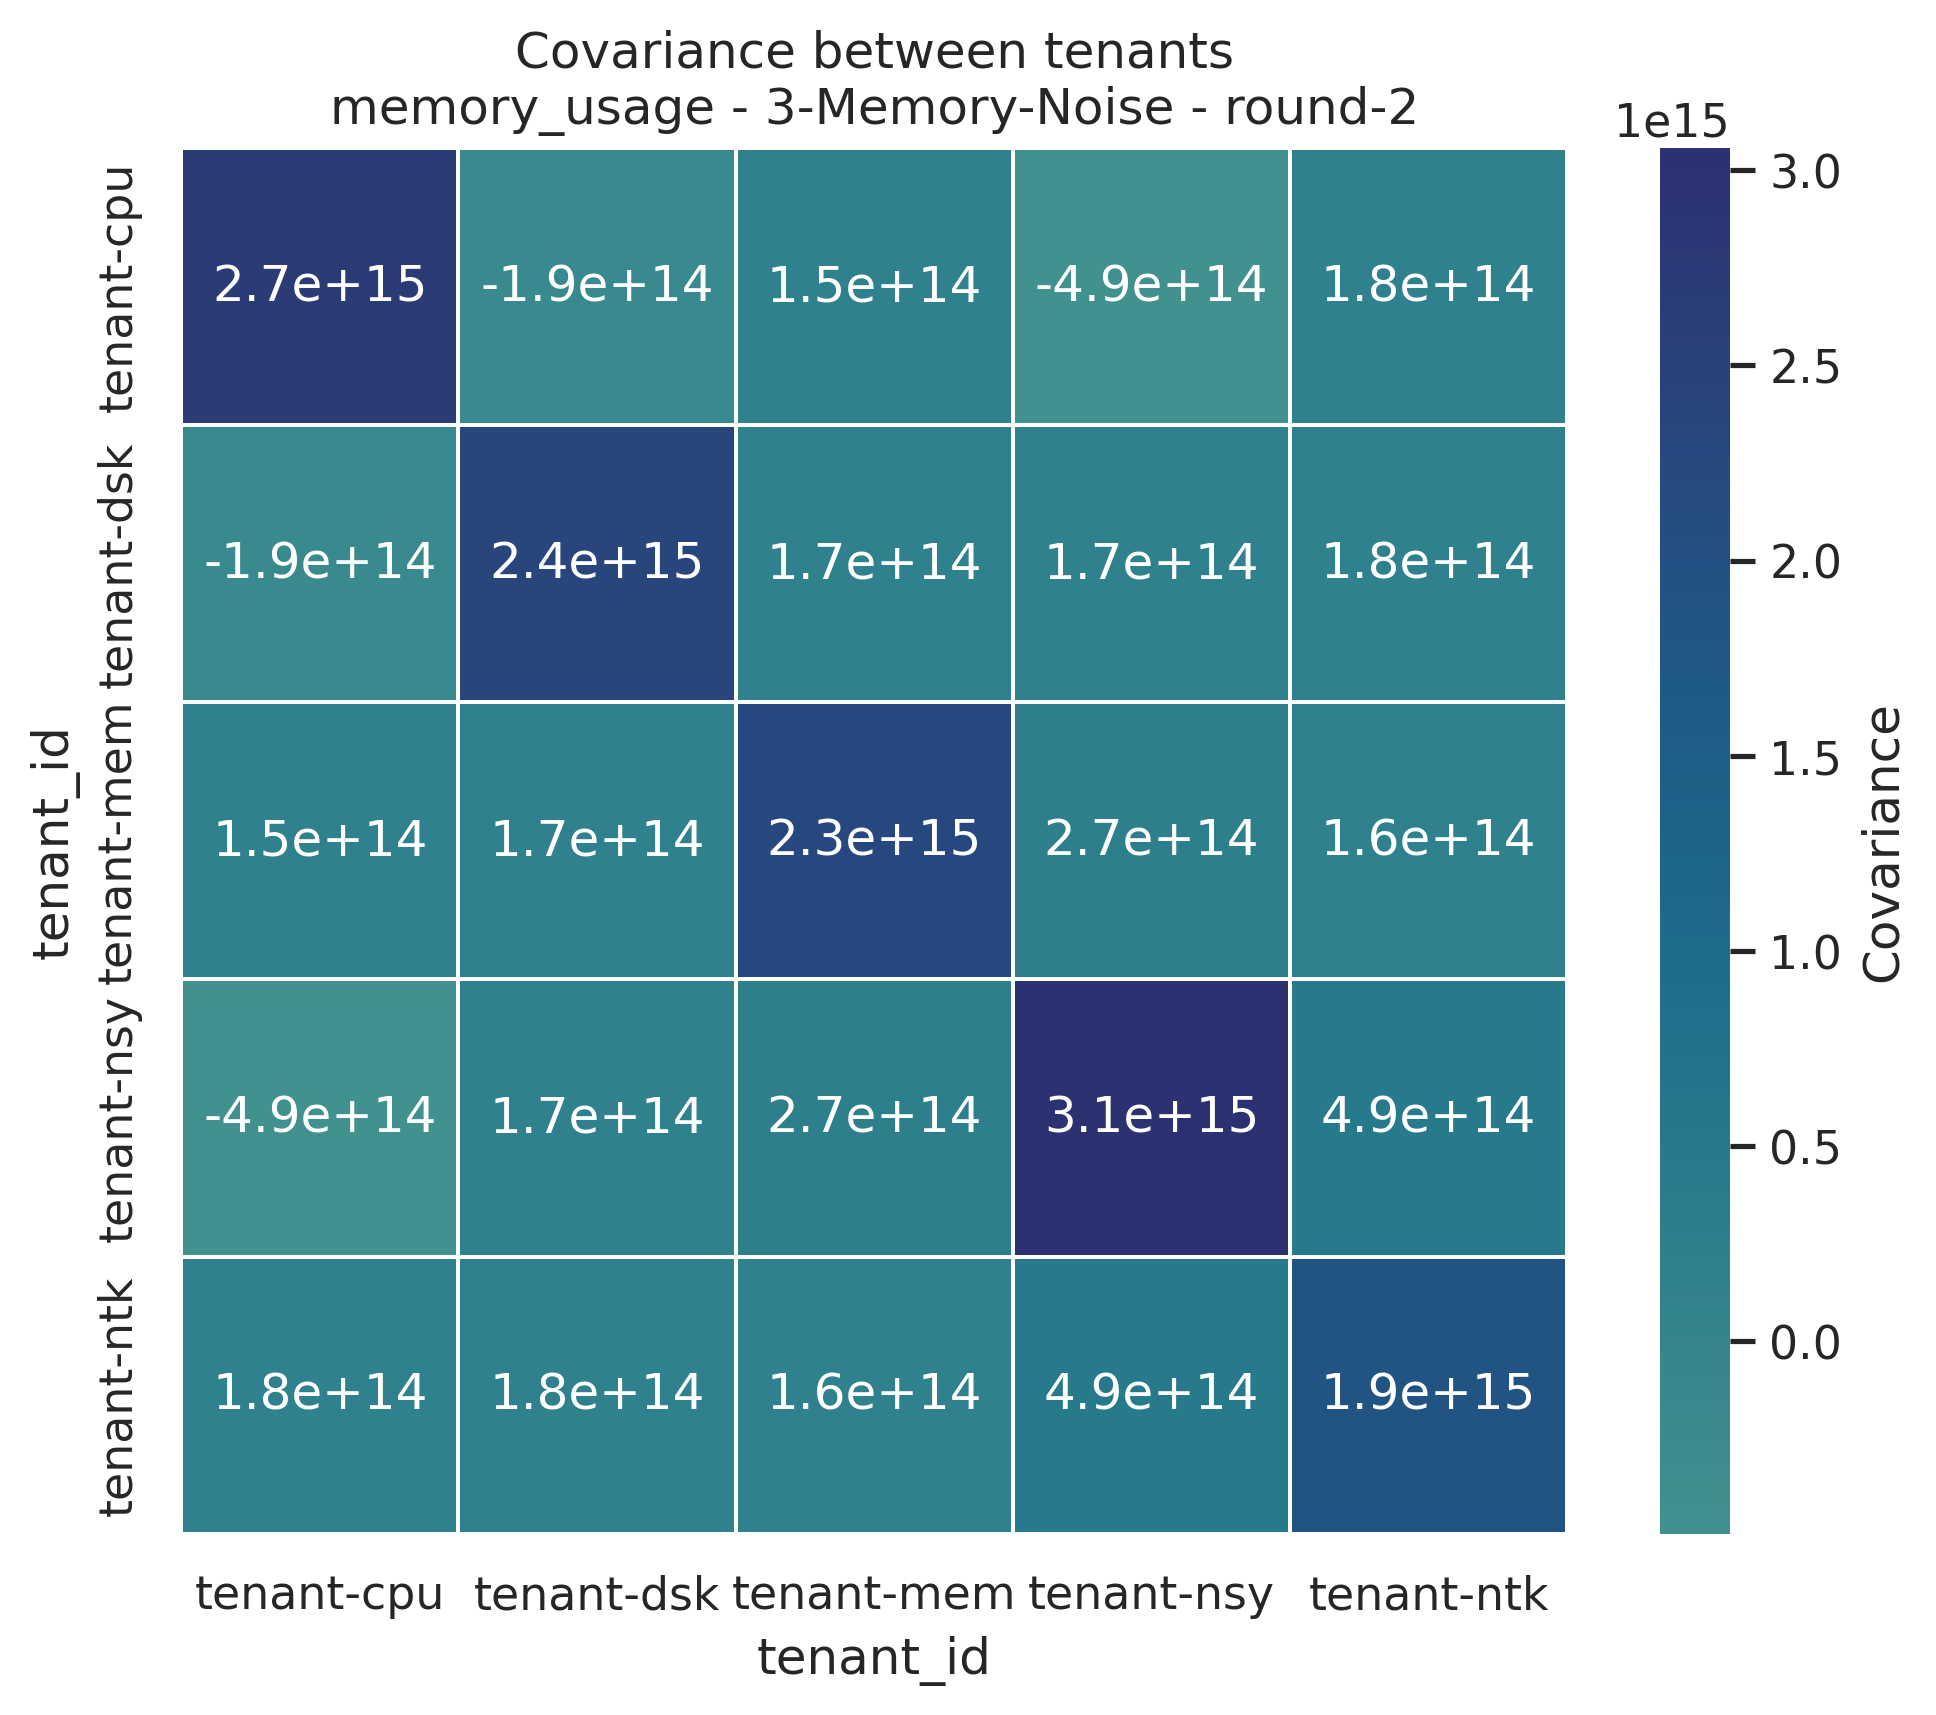 Covariance between tenants
memory_usage - 3-Memory-Noise - round-2
1e15
tenant-cpu
2.7e+15 -1.9e+14 1.5e+14 -4.9e+14 1.8e+14
tenant-dsk
-1.9e+14 2.4e+15 1.7e+14 1.7e+14 1.8e+14
tenant-mem
1.5e+14 1.7e+14 2.3e+15 2.7e+14 1.6e+14
tenant-nsy
-4.9e+14 1.7e+14 2.7e+14 3.1e+15 4.9e+14
tenant-ntk
1.8e+14 1.8e+14 1.6e+14 4.9e+14 1.9e+15
tenant_id
tenant-cpu tenant-dsk tenant-mem tenant-nsy tenant-ntk
tenant_id
3.0
2.5
2.0
1.5
1.0
0.5
0.0
Covariance